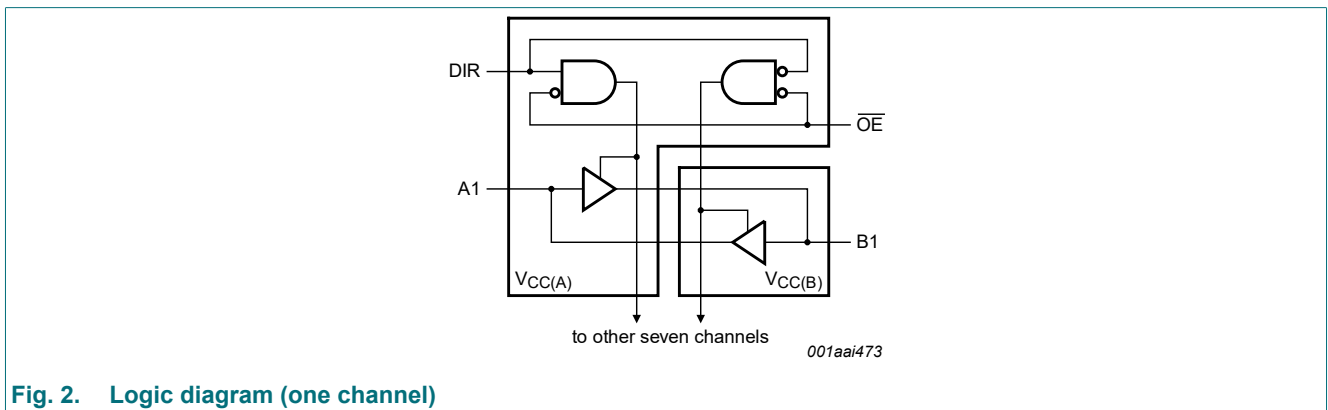 DIR
OE
A1
B1
VCC(A)
VCC(B)
to other seven channels
001aai473
Fig. 2. Logic diagram (one channel)